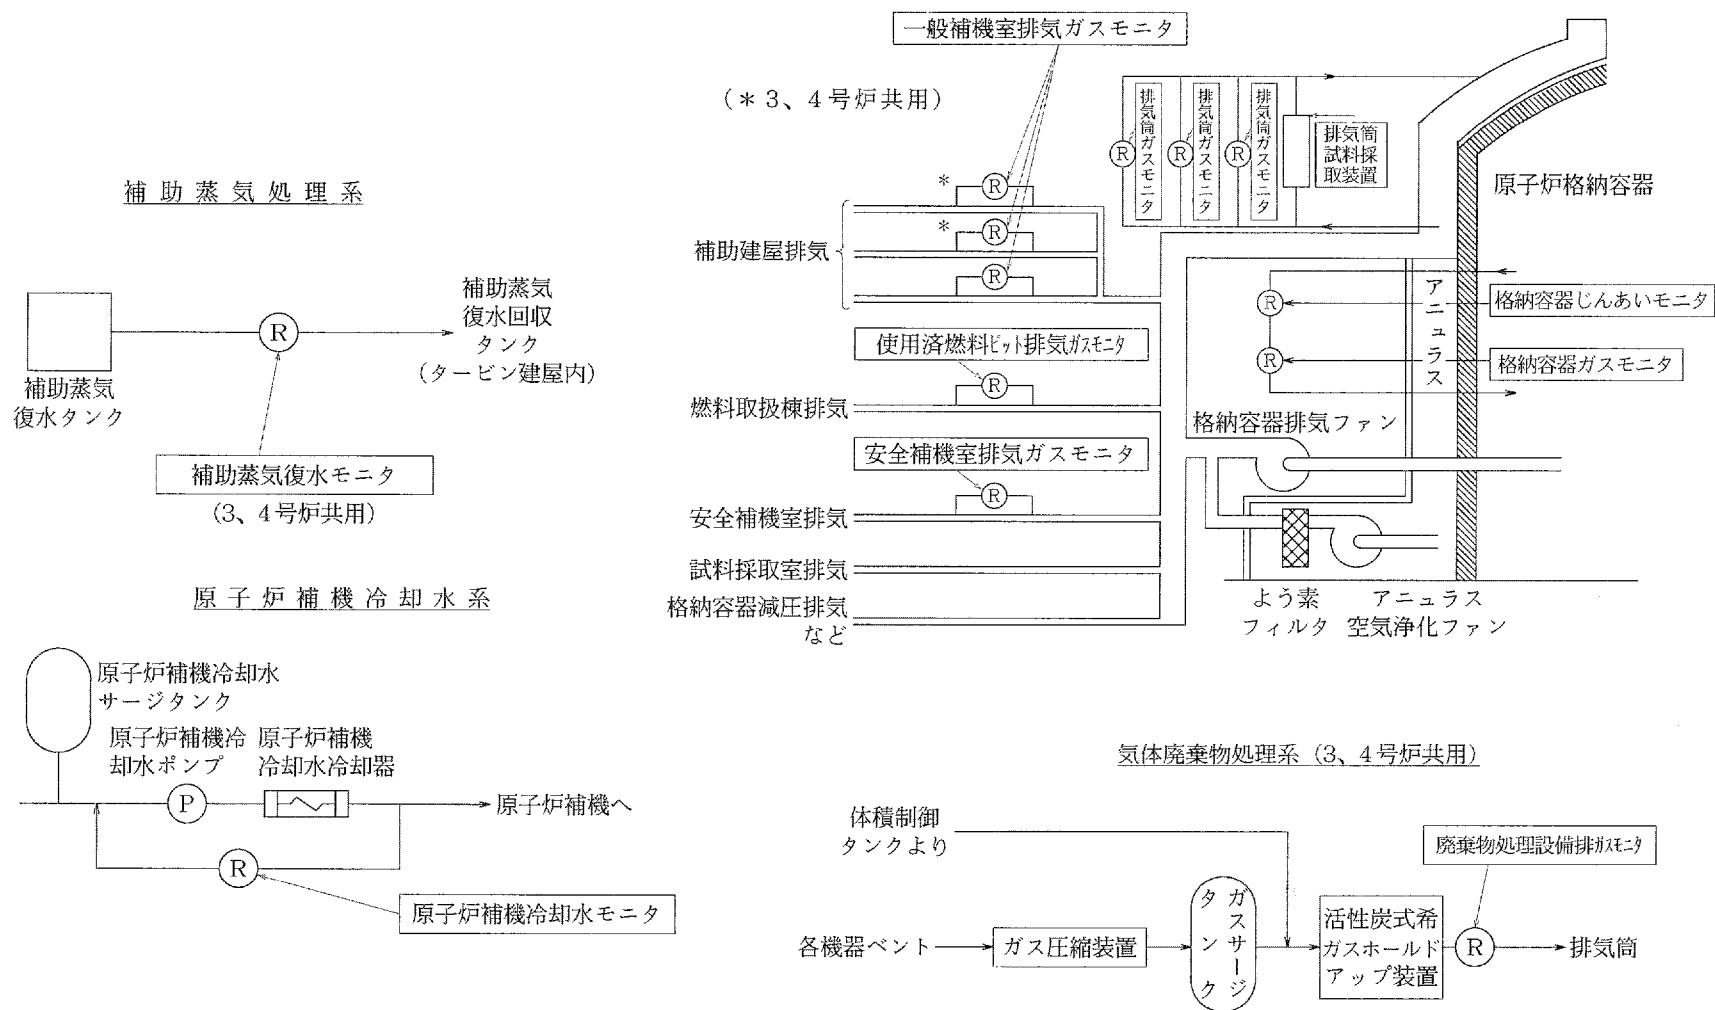 一般補機室排気ガスモニタ
(＊3、4号炉共用)
排気筒ガスモニタ
排気筒ガスモニタ
排気筒ガスモニタ
排気筒
試料採
取装置
R
R
R
原子炉格納容器
＊
R
＊
R
R
補助建屋排気
使用済燃料ピット排気ガスモニタ
R
燃料取扱棟排気
安全補機室排気ガスモニタ
R
安全補機室排気
試料採取室排気
格納容器減圧排気
など
アニュラス
R
格納容器じんあいモニタ
R
格納容器ガスモニタ
格納容器排気ファン
よう素
フィルタ
アニュラス
空気浄化ファン
補助蒸気処理系
補助蒸気
復水タンク
R
補助蒸気
復水回収
タンク
(タービン建屋内)
補助蒸気復水モニタ
(3、4号炉共用)
原子炉補機冷却水系
原子炉補機冷却水
サージタンク
原子炉補機冷
却水ポンプ
原子炉補機
冷却水冷却器
P
原子炉補機へ
R
原子炉補機冷却水モニタ
気体廃棄物処理系(3、4号炉共用)
体積制御
タンクより
廃棄物処理設備排ガスモニタ
各機器ベント
ガス圧縮装置
ガスサージ
タンク
活性炭式希
ガスホールド
アップ装置
R
排気筒